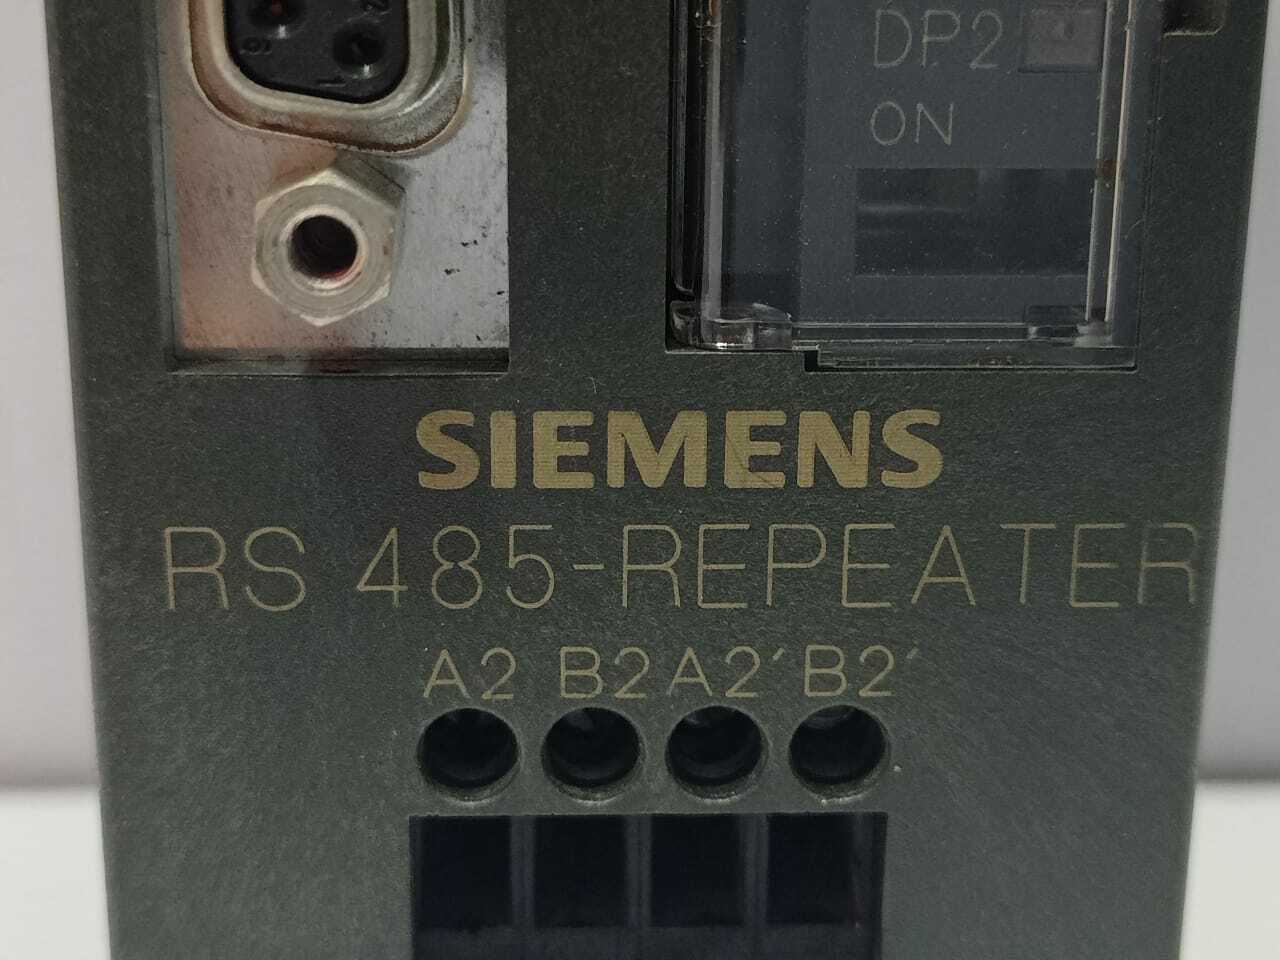 DP2
ON
SIEMENS
RS 485-REPEATER
A2 B2 A2′ B2′